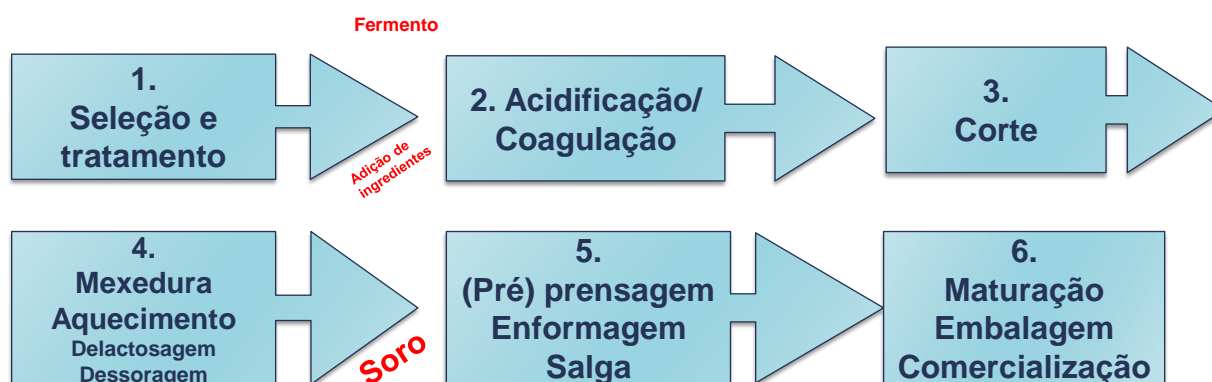 Fermento
1.
Seleção e
tratamento
Adição de
ingredientes
2. Acidificação/
Coagulação
3.
Corte
4.
Mexedura
Aquecimento
Delactosagem
Dessoragem
Soro
5.
(Pré) prensagem
Enformagem
Salga
6.
Maturação
Embalagem
Comercialização